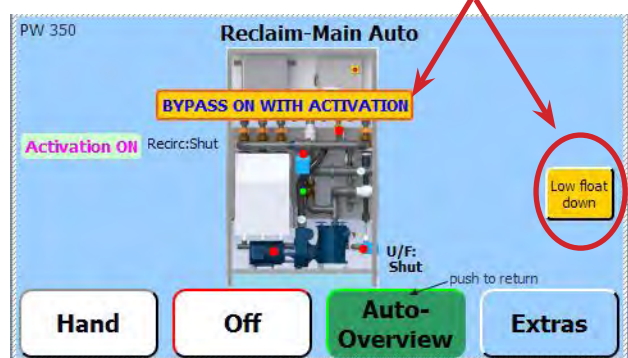 PW 350
Reclaim-Main Auto
BYPASS ON WITH ACTIVATION
Activation ON
Recirc:Shut
Low float
down
U/F:
Shut
push to return
Hand
Off
Auto-
Overview
Extras